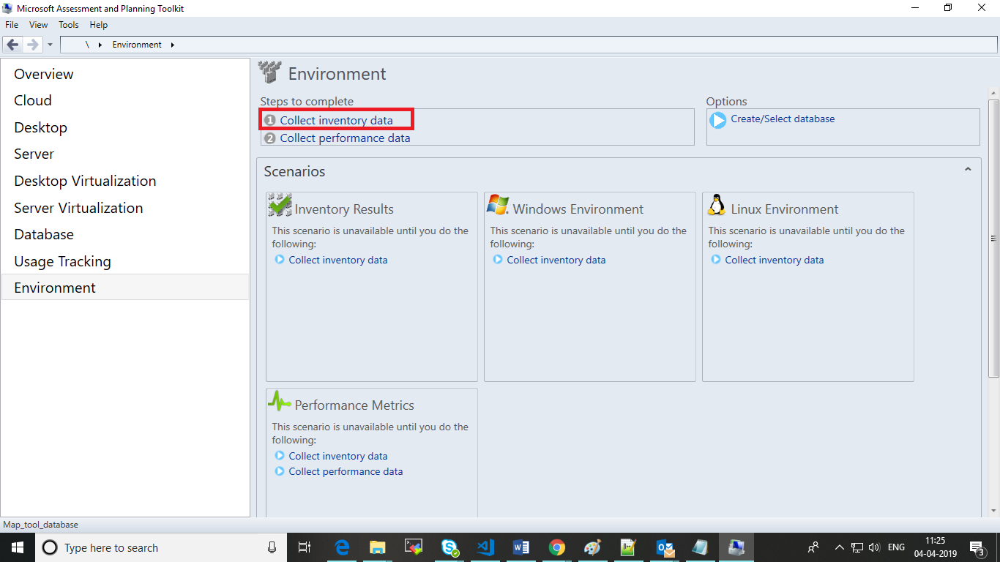 Microsoft Assessment and Planning Toolkit
File View Tools Help
\ Environment
Overview
Cloud
Desktop
Server
Desktop Virtualization
Server Virtualization
Database
Usage Tracking
Environment
Environment
Steps to complete
1 Collect inventory data
2 Collect performance data
Options
Create/Select database
Scenarios
Inventory Results
This scenario is unavailable until you do the
following:
Collect inventory data
Windows Environment
This scenario is unavailable until you do the
following:
Collect inventory data
Linux Environment
This scenario is unavailable until you do the
following:
Collect inventory data
Performance Metrics
This scenario is unavailable until you do the
following:
Collect inventory data
Collect performance data
Map_tool_database
Type here to search
ENG
11:25
04-04-2019
3